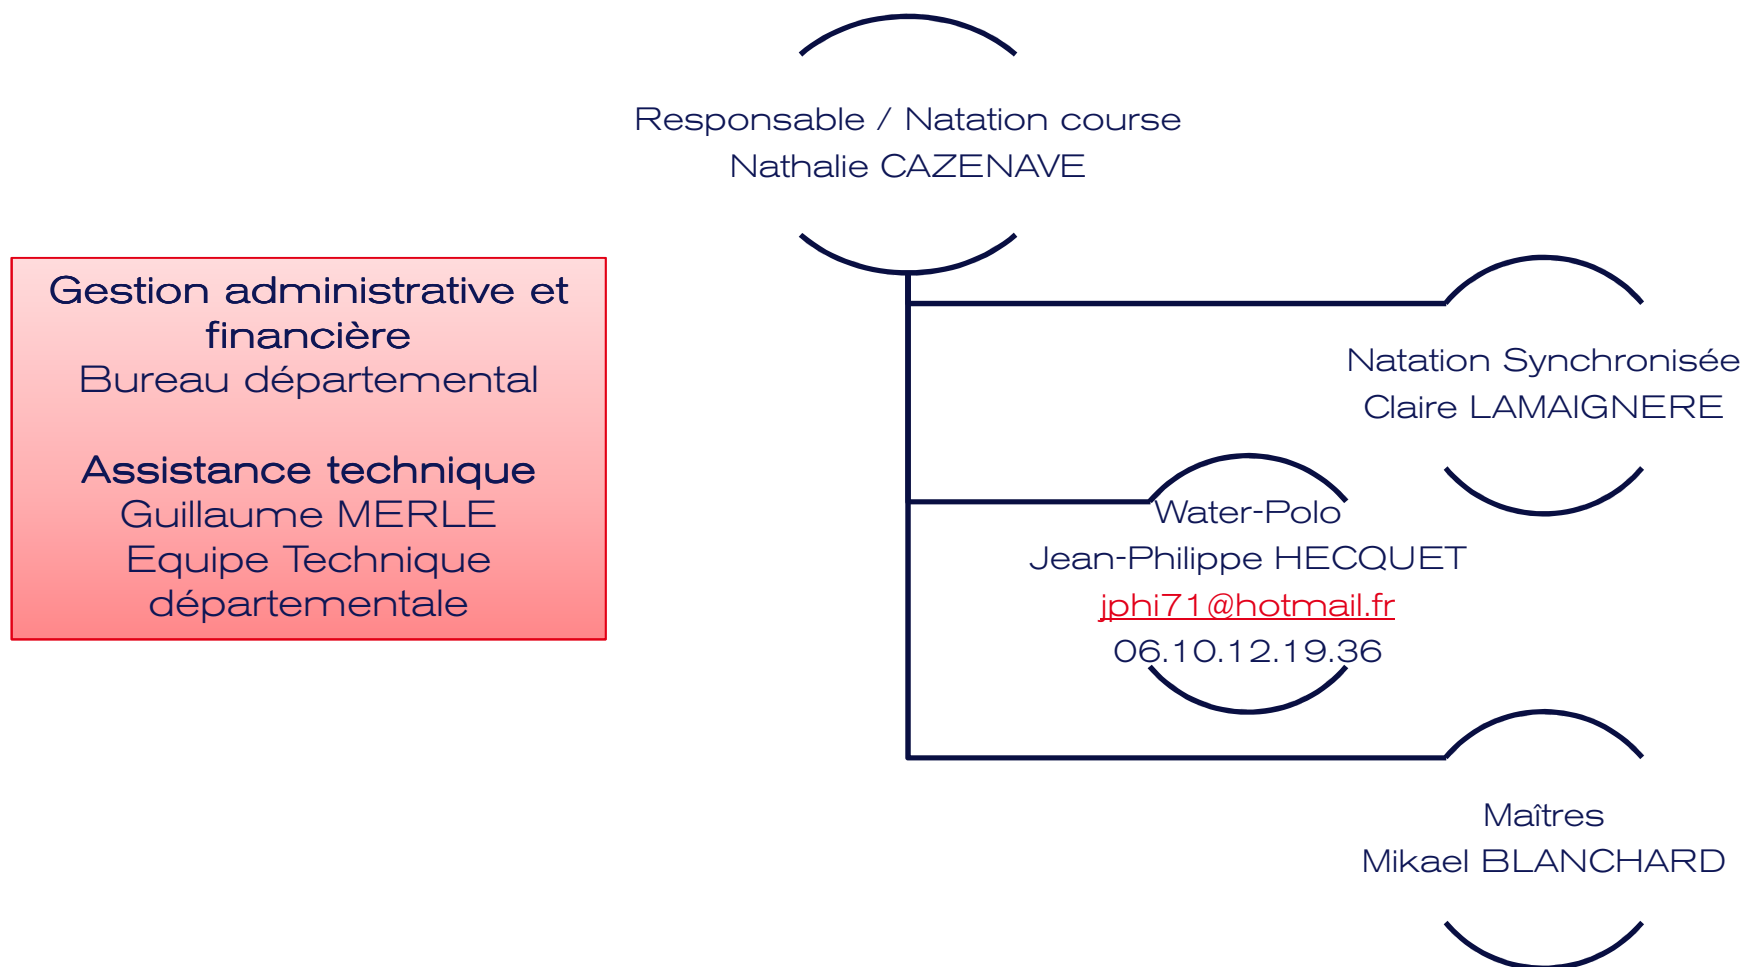 Responsable / Natation course
Nathalie CAZENAVE
Gestion administrative et
financière
Bureau départemental
Assistance technique
Guillaume MERLE
Equipe Technique
départementale
Natation Synchronisée
Claire LAMAIGNERE
Water-Polo
Jean-Philippe HECQUET
jphi71@hotmail.fr
06.10.12.19.36
Maîtres
Mikael BLANCHARD